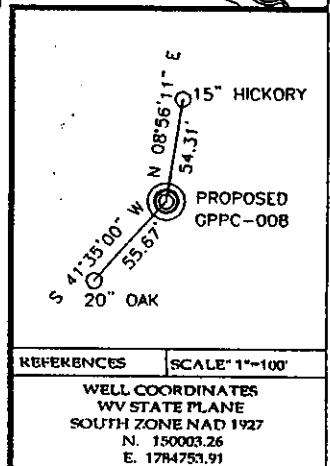 15" HICKORY
N 08°56'11" E
54.31'
PROPOSED
GPPC-008
S 41°35'00" W
55.67'
20" OAK
REFERENCES
SCALE" 1"=100'
WELL COORDINATES
WV STATE PLANE
SOUTH ZONE NAD 1927
N. 150003.26
E. 1784753.91